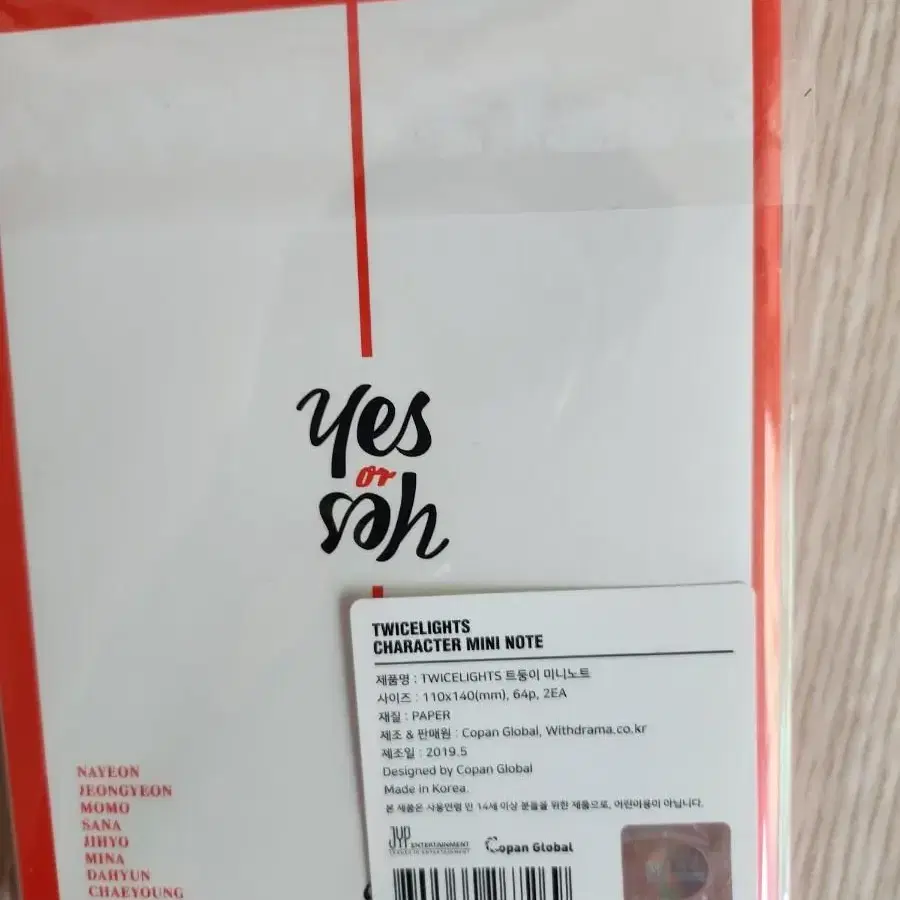 yes
or
yes
TWICELIGHTS
CHARACTER MINI NOTE
제품명 : TWICELIGHTS 트둥이 미니노트
사이즈 : 110x140(mm), 64p, 2EA
재질 : PAPER
제조 & 판매원 : Copan Global, Withdrama.co.kr
제조일 : 2019.5
Designed by Copan Global
Made in Korea
본 제품은 사용연령 만 14세 이상 분들을 위한 제품으로, 어린이용이 아닙니다.
JYP ENTERTAINMENT
LEADER IN ENTERTAINMENT
Copan Global
NAYEON
JEONGYEON
MOMO
SANA
JIHYO
MINA
DAHYUN
CHAEYOUNG